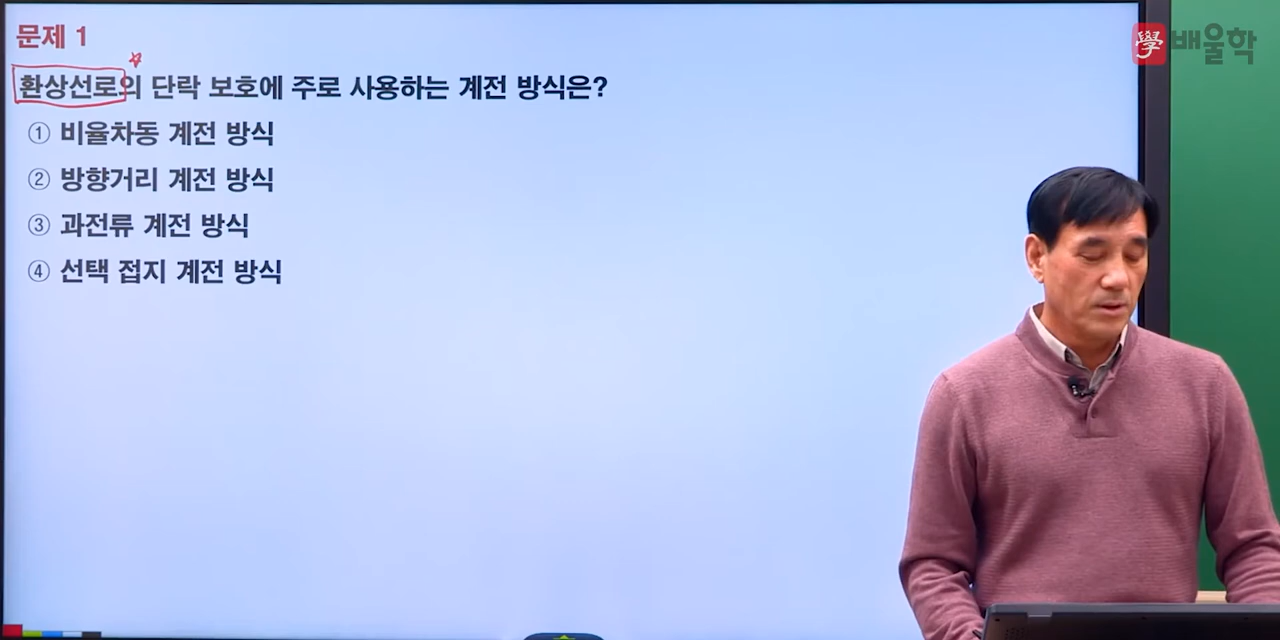 문제 1
환상선로의 단락 보호에 주로 사용하는 계전 방식은?
① 비율차동 계전 방식
② 방향거리 계전 방식
③ 과전류 계전 방식
④ 선택 접지 계전 방식
學 배울학